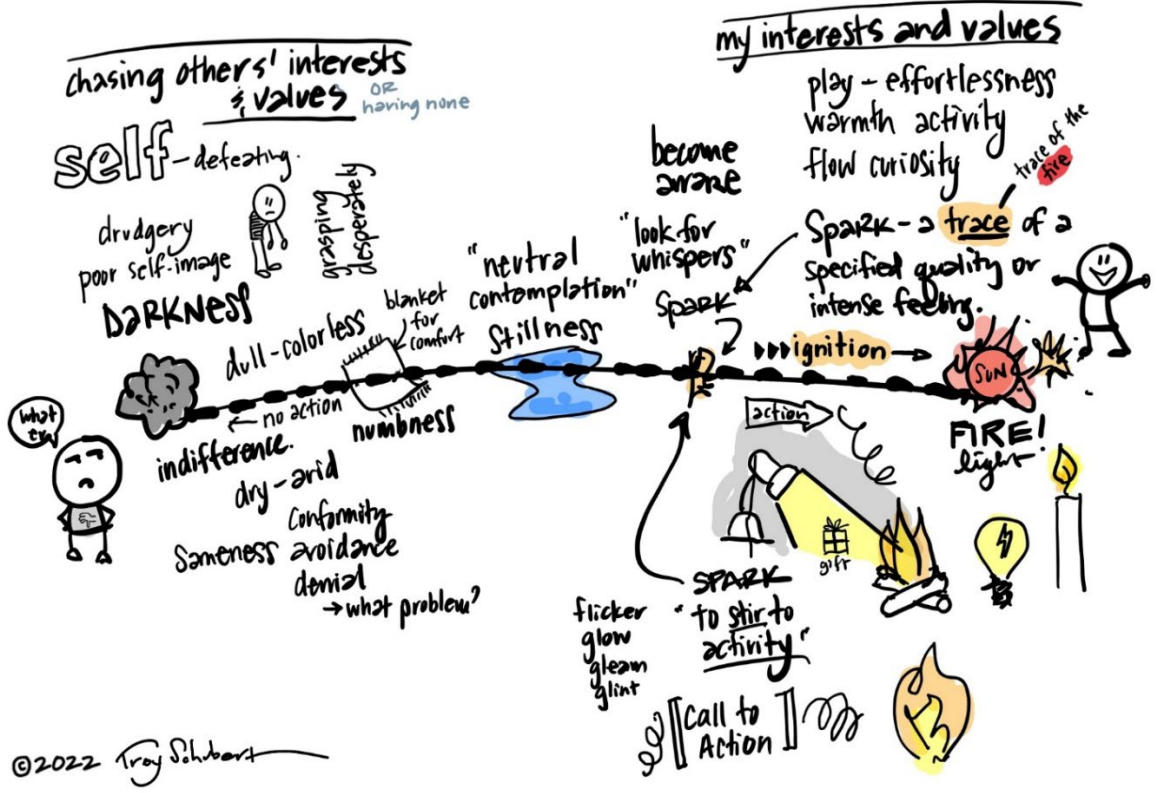 chasing others' interests
& values
OR
having none
self - defeating.
drudgery
poor self-image
DARKNESS
grasping
desperately
dull-colorless
blanket
for
comfort
"neutral
contemplation"
Stillness
← no action
numbness
indifference.
dry-arid
conformity
Sameness avoidance
denial
→ what problem?
what
my interests and values
play - effortlessness
warmth activity
flow curiosity
trace of the
fire
become
aware
"look for
whispers"
Spark
Spark - a trace of a
specified quality or
intense feeling.
ignition →
SUN
FIRE!
light
action
gift
SPARK
"to stir to
activity"
flicker
glow
gleam
glint
[Call to
Action]
©2022 Troy Schubert